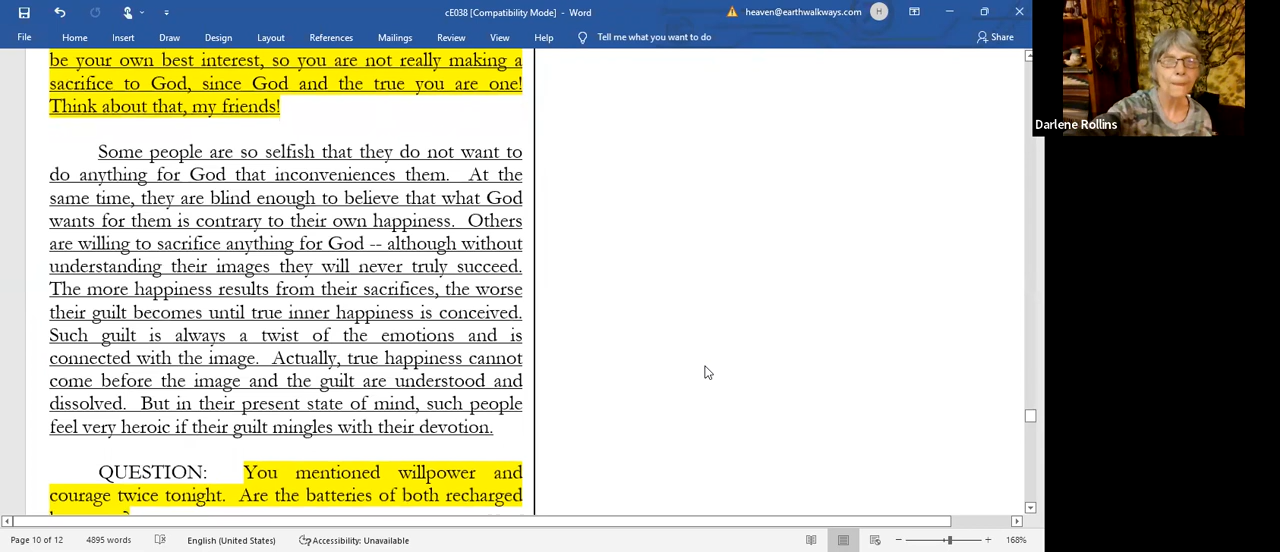 cE038 [Compatibility Mode] - Word
heaven@earthwalkways.com
H
File Home Insert Draw Design Layout References Mailings Review View Help Tell me what you want to do
Share
be your own best interest, so you are not really making a
sacrifice to God, since God and the true you are one!
Think about that, my friends!
Some people are so selfish that they do not want to
do anything for God that inconveniences them. At the
same time, they are blind enough to believe that what God
wants for them is contrary to their own happiness. Others
are willing to sacrifice anything for God -- although without
understanding their images they will never truly succeed.
The more happiness results from their sacrifices, the worse
their guilt becomes until true inner happiness is conceived.
Such guilt is always a twist of the emotions and is
connected with the image. Actually, true happiness cannot
come before the image and the guilt are understood and
dissolved. But in their present state of mind, such people
feel very heroic if their guilt mingles with their devotion.
QUESTION: You mentioned willpower and
courage twice tonight. Are the batteries of both recharged
Page 10 of 12 4895 words English (United States) Accessibility: Unavailable
168%
Darlene Rollins